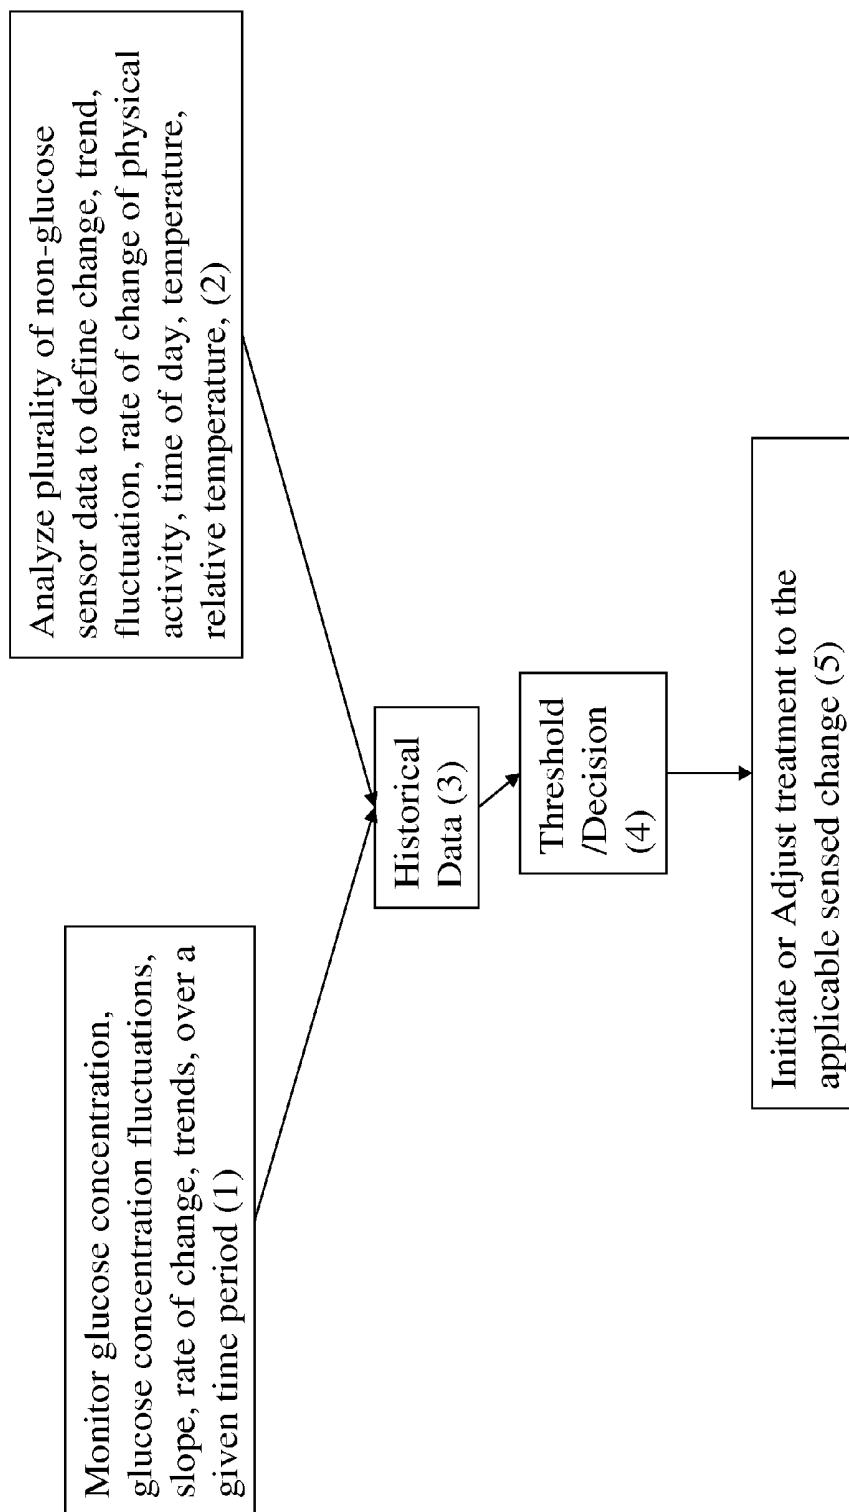 Monitor glucose concentration,
glucose concentration fluctuations,
slope, rate of change, trends, over a
given time period (1)
Analyze plurality of non-glucose
sensor data to define change, trend,
fluctuation, rate of change of physical
activity, time of day, temperature,
relative temperature, (2)
Historical
Data (3)
Threshold
/Decision
(4)
Initiate or Adjust treatment to the
applicable sensed change (5)